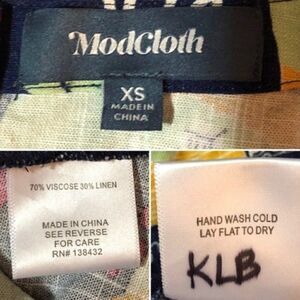 ModCloth
XS
MADE IN
CHINA
70% VISCOSE 30% LINEN
MADE IN CHINA
SEE REVERSE
FOR CARE
RN# 138432
HAND WASH COLD
LAY FLAT TO DRY
KLB